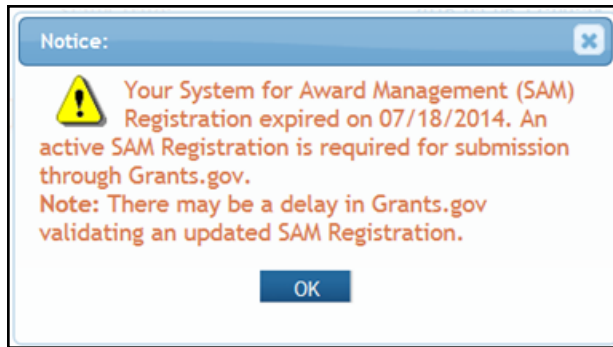 Notice:
Your System for Award Management (SAM)
Registration expired on 07/18/2014. An
active SAM Registration is required for submission
through Grants.gov.
Note: There may be a delay in Grants.gov
validating an updated SAM Registration.
OK